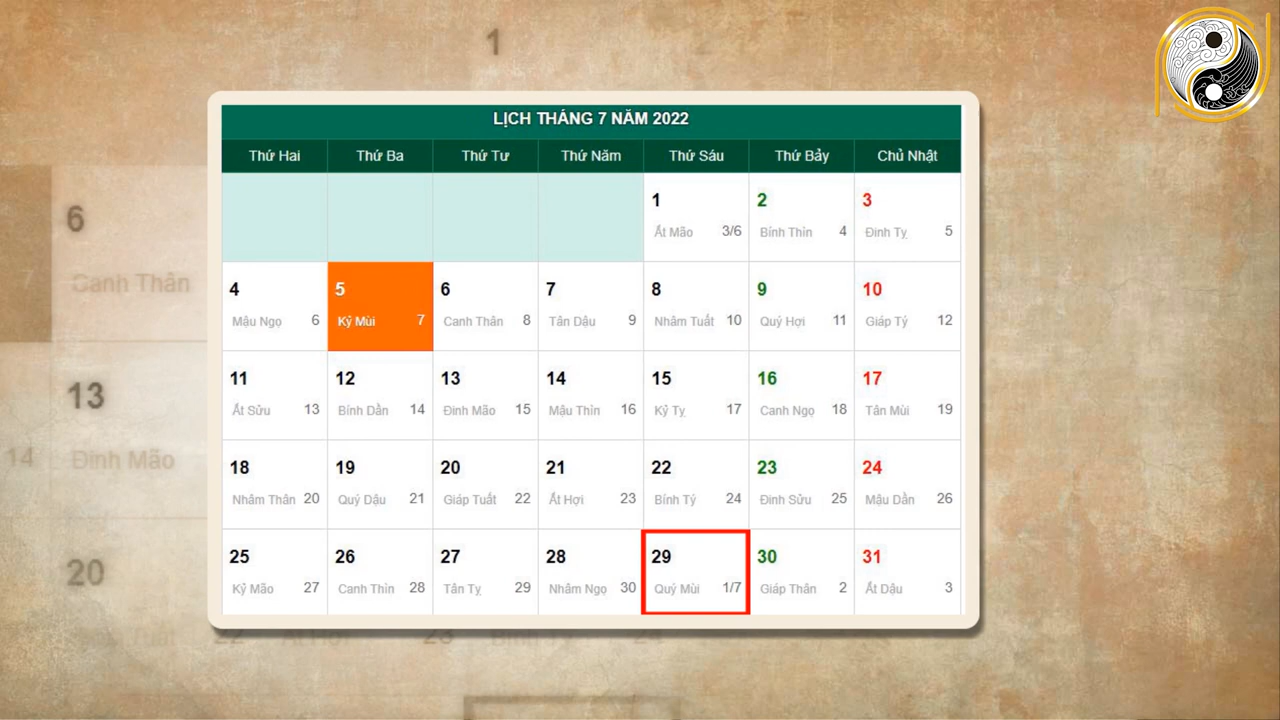 1
LỊCH THÁNG 7 NĂM 2022
Thứ Hai Thứ Ba Thứ Tư Thứ Năm Thứ Sáu Thứ Bảy Chủ Nhật
1 2 3
Ất Mão 3/6 Bính Thìn 4 Đinh Tỵ 5
6
7 Canh Thân
4 5 6 7 8 9 10
Mậu Ngọ 6 Kỷ Mùi 7 Canh Thân 8 Tân Dậu 9 Nhâm Tuất 10 Quý Hợi 11 Giáp Tý 12
13
11 12 13 14 15 16 17
Ất Sửu 13 Bính Dần 14 Đinh Mão 15 Mậu Thìn 16 Kỷ Tỵ 17 Canh Ngọ 18 Tân Mùi 19
14 Đinh Mão
18 19 20 21 22 23 24
Nhâm Thân 20 Quý Dậu 21 Giáp Tuất 22 Ất Hợi 23 Bính Tý 24 Đinh Sửu 25 Mậu Dần 26
20
25 26 27 28 29 30 31
Kỷ Mão 27 Canh Thìn 28 Tân Tỵ 29 Nhâm Ngọ 30 Quý Mùi 1/7 Giáp Thân 2 Ất Dậu 3